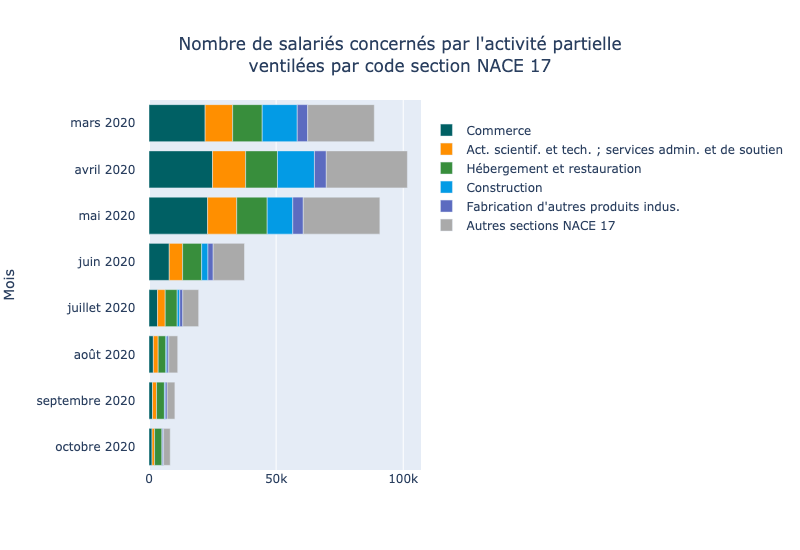 Nombre de salariés concernés par l'activité partielle
ventilées par code section NACE 17
Mois
mars 2020
avril 2020
mai 2020
juin 2020
juillet 2020
août 2020
septembre 2020
octobre 2020
0
50k
100k
Commerce
Act. scientif. et tech. ; services admin. et de soutien
Hébergement et restauration
Construction
Fabrication d'autres produits indus.
Autres sections NACE 17